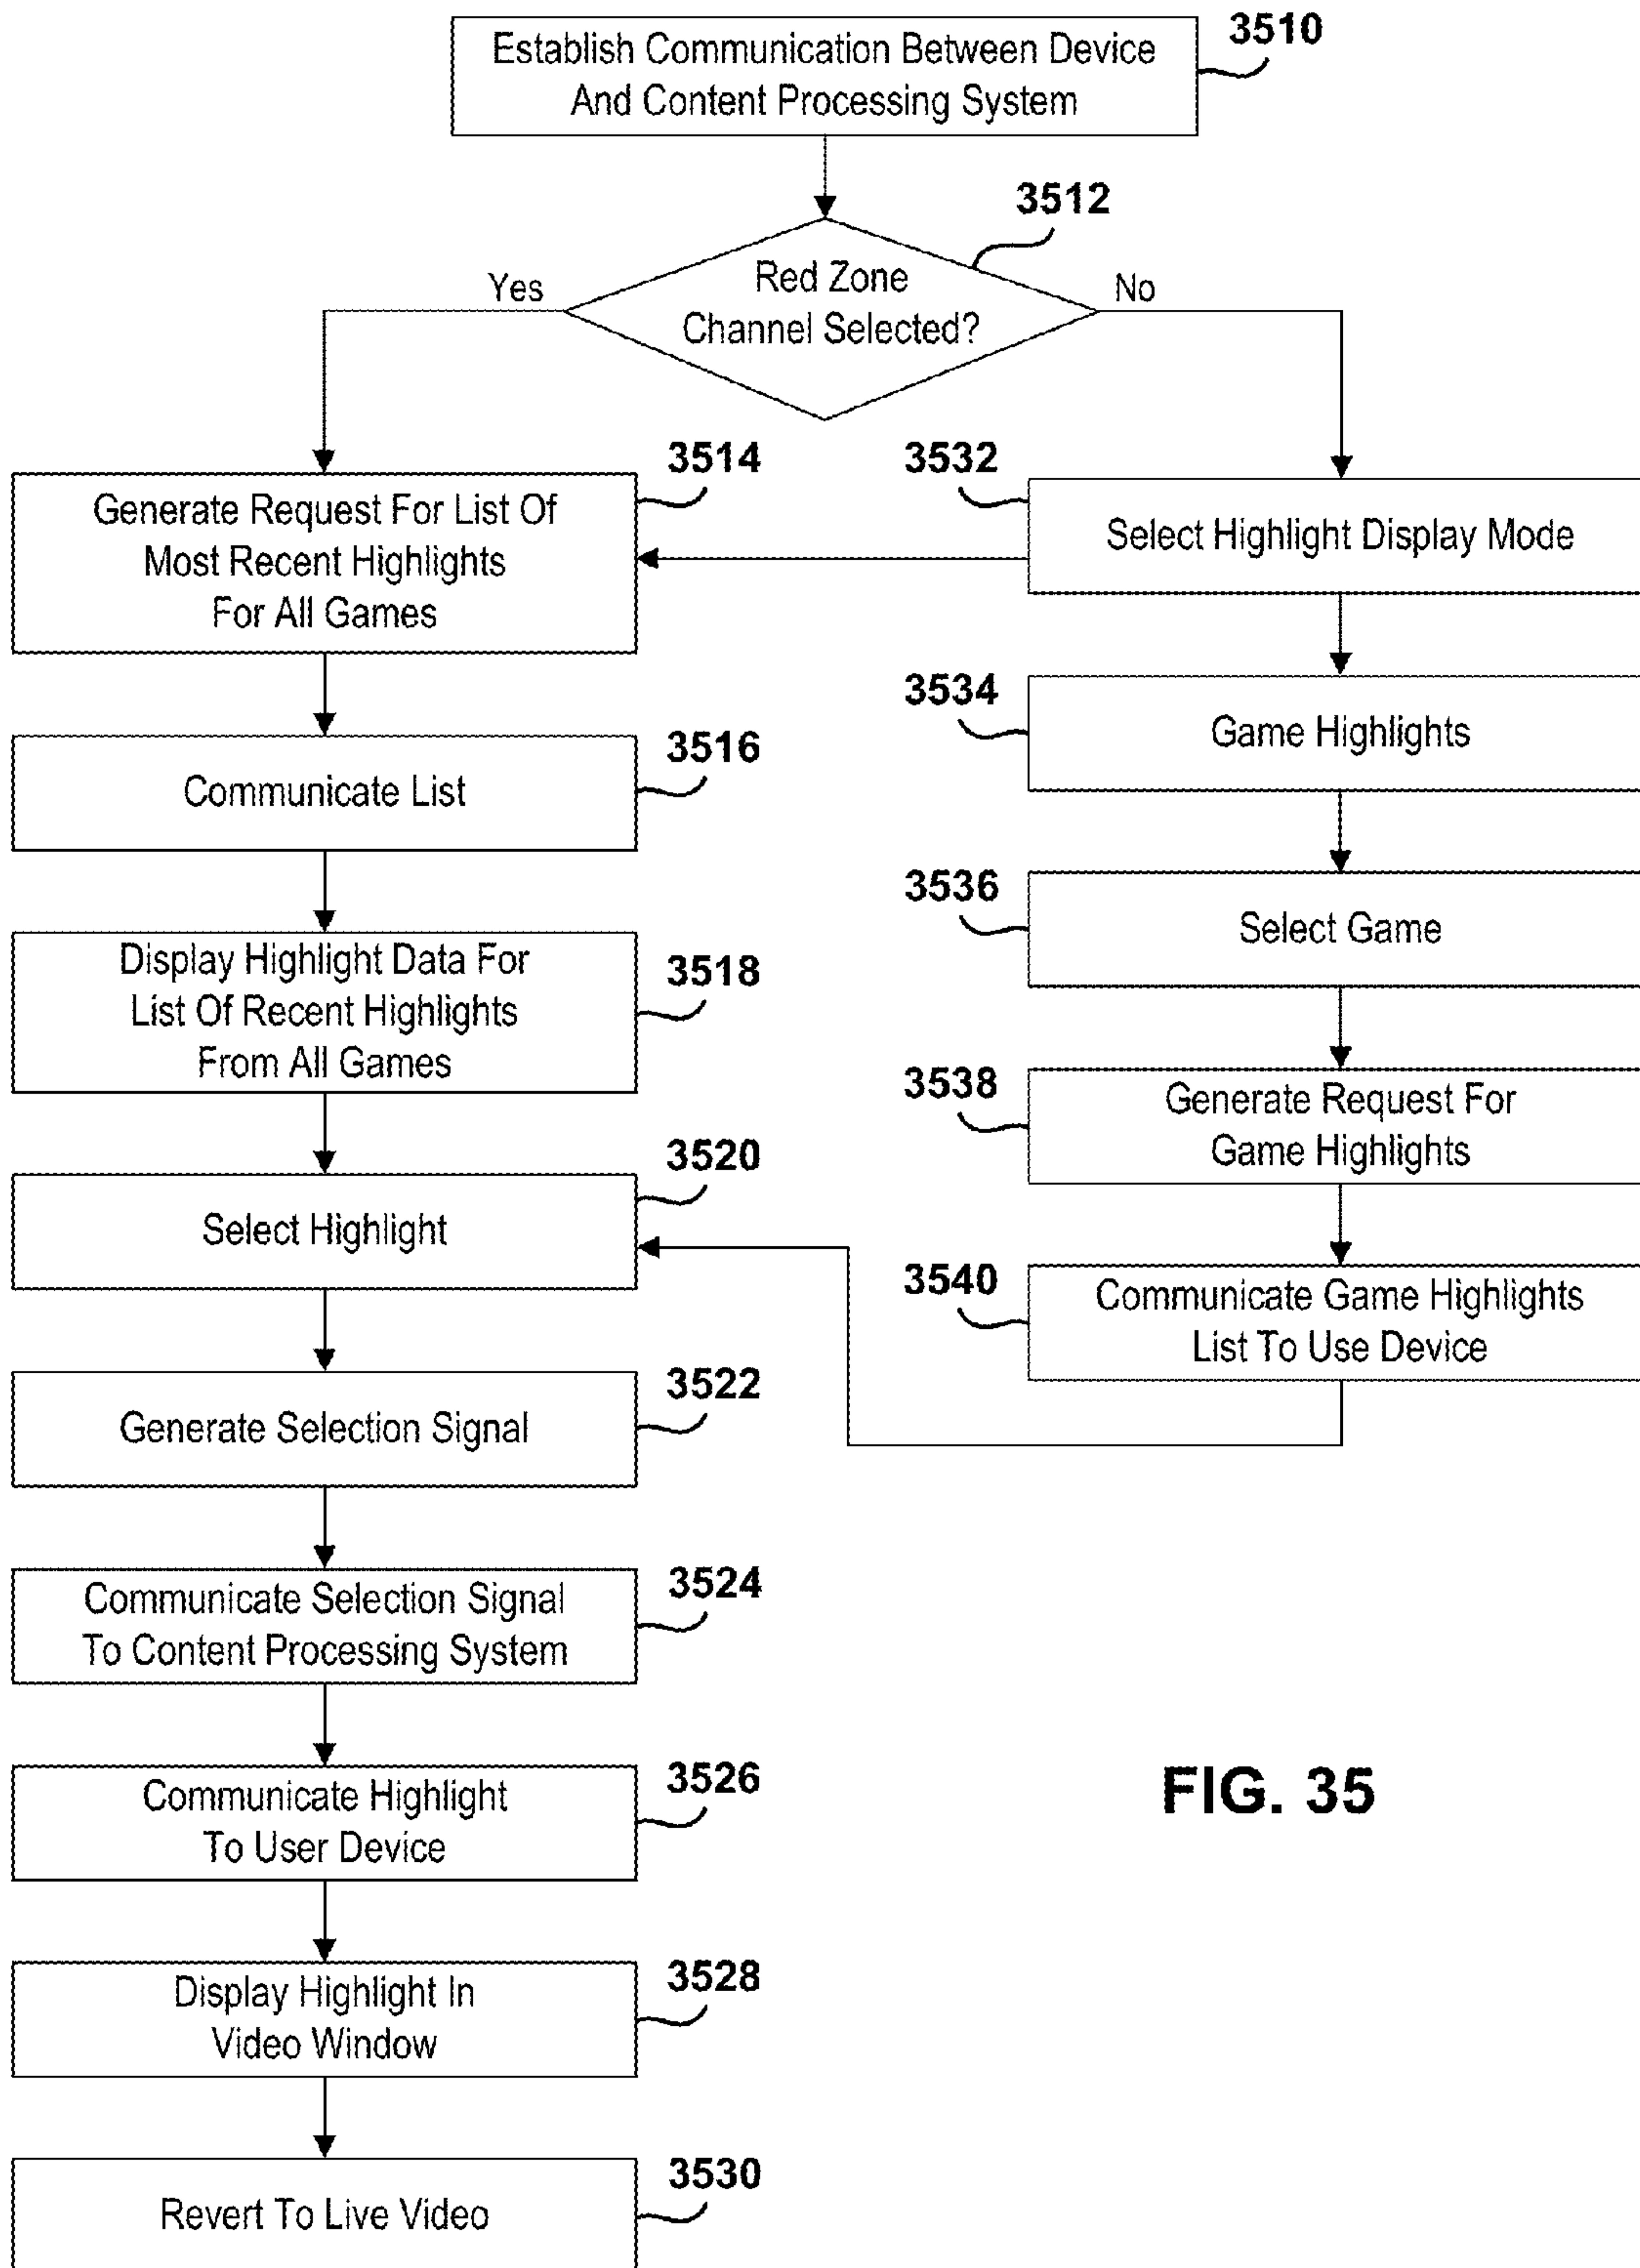 Establish Communication Between Device
And Content Processing System
3510
3512
Red Zone
Channel Selected?
Yes
No
3514
Generate Request For List Of
Most Recent Highlights
For All Games
3532
Select Highlight Display Mode
3516
Communicate List
3534
Game Highlights
3518
Display Highlight Data For
List Of Recent Highlights
From All Games
3536
Select Game
3520
Select Highlight
3538
Generate Request For
Game Highlights
3522
Generate Selection Signal
3540
Communicate Game Highlights
List To Use Device
3524
Communicate Selection Signal
To Content Processing System
3526
Communicate Highlight
To User Device
3528
Display Highlight In
Video Window
3530
Revert To Live Video
FIG. 35